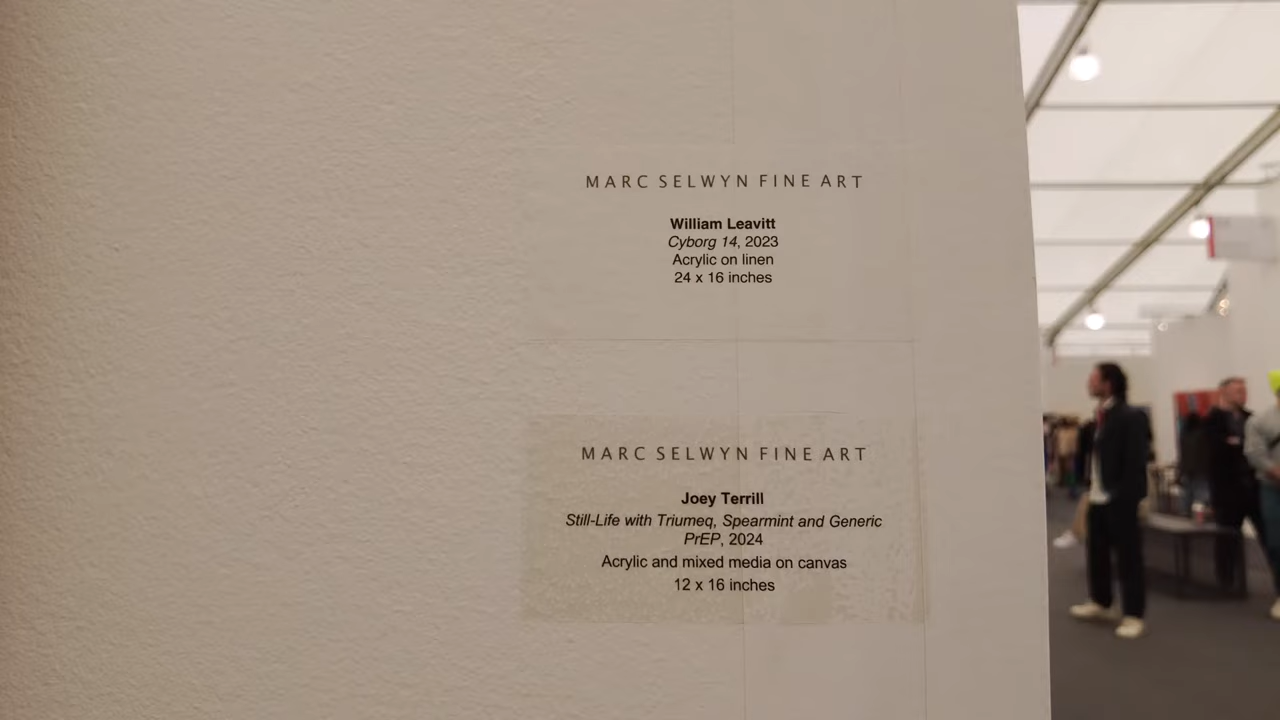 MARC SELWYN FINE ART
William Leavitt
Cyborg 14, 2023
Acrylic on linen
24 x 16 inches
MARC SELWYN FINE ART
Joey Terrill
Still-Life with Triumeq, Spearmint and Generic
PrEP, 2024
Acrylic and mixed media on canvas
12 x 16 inches